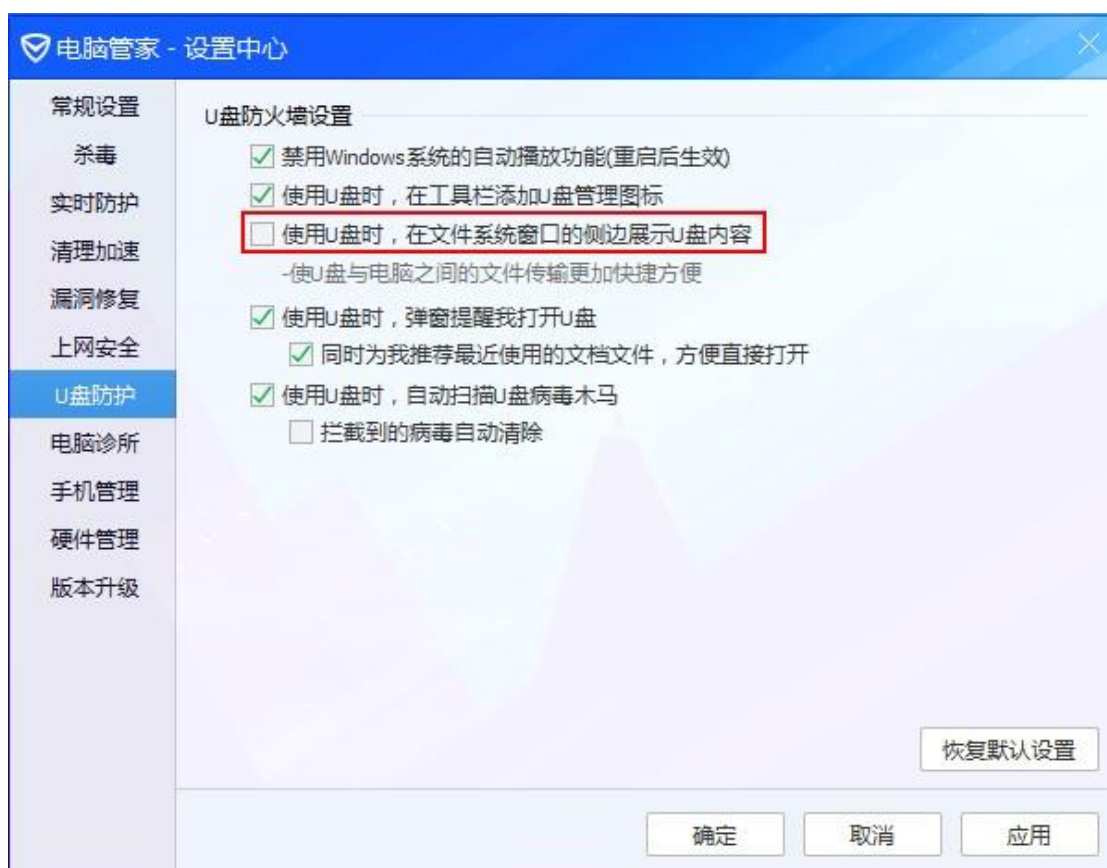 电脑管家 - 设置中心
常规设置
杀毒
实时防护
清理加速
漏洞修复
上网安全
U盘防护
电脑诊所
手机管理
硬件管理
版本升级
U盘防火墙设置
禁用Windows系统的自动播放功能(重启后生效)
使用U盘时，在工具栏添加U盘管理图标
使用U盘时，在文件系统窗口的侧边展示U盘内容
-使U盘与电脑之间的文件传输更加快捷方便
使用U盘时，弹窗提醒我打开U盘
同时为我推荐最近使用的文档文件，方便直接打开
使用U盘时，自动扫描U盘病毒木马
拦截到的病毒自动清除
恢复默认设置
确定
取消
应用